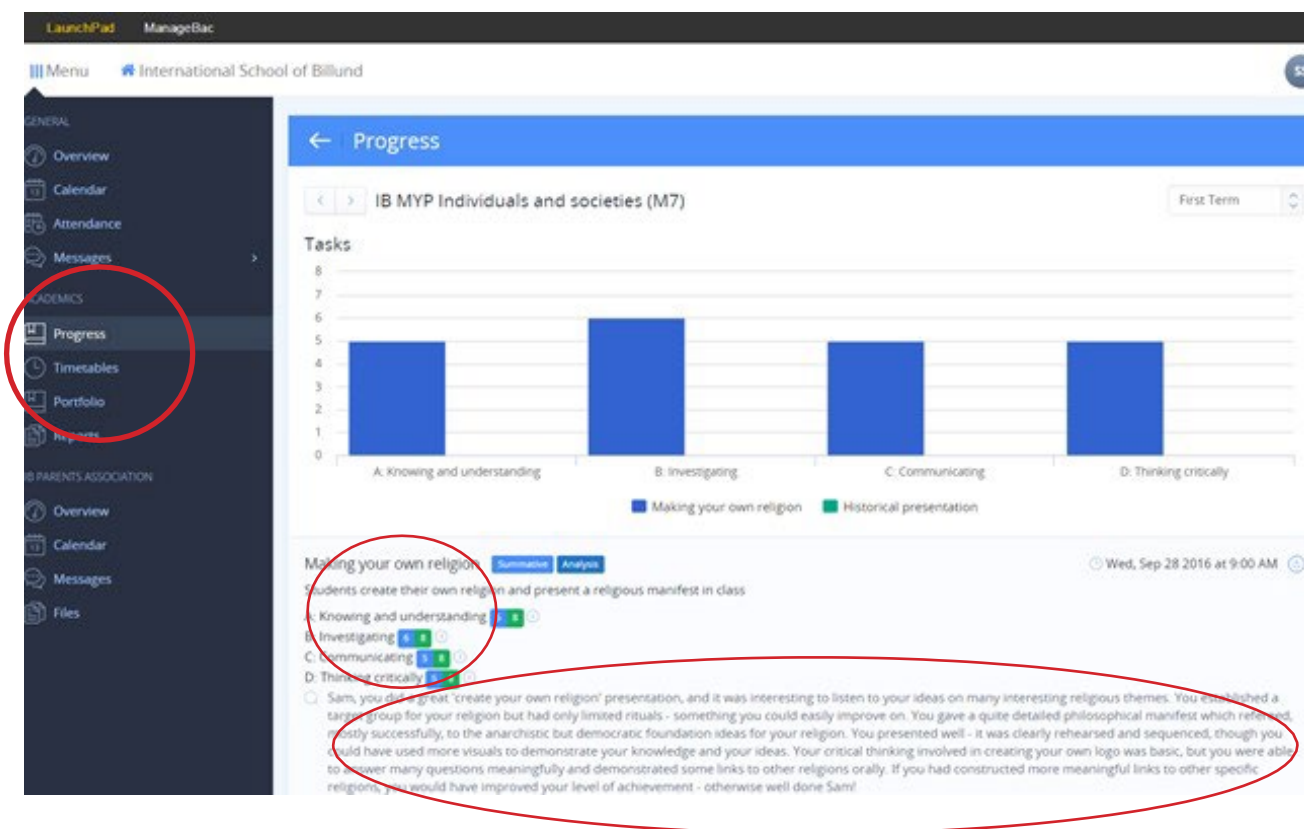 LaunchPad ManageBac
Menu International School of Billund
GENERAL
Overview
Calendar
Attendance
Messages
ACADEMICS
Progress
Timetables
Portfolio
Reports
IB PARENTS ASSOCIATION
Overview
Calendar
Messages
Files
Progress
IB MYP Individuals and societies (M7) First Term
Tasks
8
7
6
5
4
3
2
1
0
A: Knowing and understanding B: Investigating C: Communicating D: Thinking critically
Making your own religion Historical presentation
Making your own religion Summative Analysis Wed, Sep 28 2016 at 9:00 AM
Students create their own religion and present a religious manifest in class
A: Knowing and understanding 8
B: Investigating 6 8
C: Communicating 5 8
D: Thinking critically 5
Sam, you did a great 'create your own religion' presentation, and it was interesting to listen to your ideas on many interesting religious themes. You established a
target group for your religion but had only limited rituals - something you could easily improve on. You gave a quite detailed philosophical manifest which referred,
mostly successfully, to the anarchistic but democratic foundation ideas for your religion. You presented well - it was clearly rehearsed and sequenced, though you
could have used more visuals to demonstrate your knowledge and your ideas. Your critical thinking involved in creating your own logo was basic, but you were able
to answer many questions meaningfully and demonstrated some links to other religions orally. If you had constructed more meaningful links to other specific
religions, you would have improved your level of achievement - otherwise well done Sam!